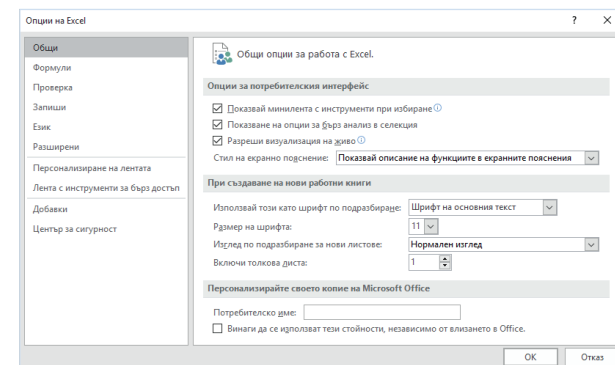 Опции на Excel
?
Общи
Формули
Проверка
Запиши
Език
Разширени
Персонализиране на лентата
Лента с инструменти за бърз достъп
Добавки
Център за сигурност
Общи опции за работа с Excel.
Опции за потребителския интерфейс
Показвай минилента с инструменти при избиране
Показване на опции за бърз анализ в селекция
Разреши визуализация на живо
Стил на екранно пояснение: Показвай описание на функциите в екранните пояснения
При създаване на нови работни книги
Използвай този като шрифт по подразбиране: Шрифт на основния текст
Размер на шрифта: 11
Изглед по подразбиране за нови листове: Нормален изглед
Включи толкова листа: 1
Персонализирайте своето копие на Microsoft Office
Потребителско име:
Винаги да се използват тези стойности, независимо от влизането в Office.
OK
Отказ